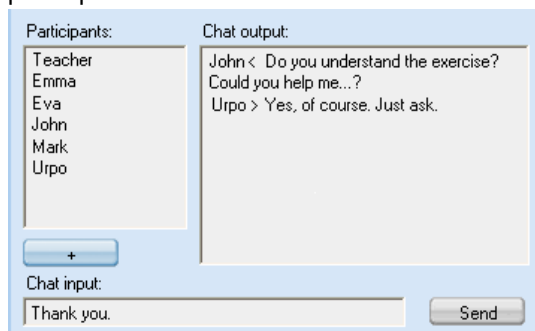 Participants:
Teacher
Emma
Eva
John
Mark
Urpo
+
Chat output:
John < Do you understand the exercise?
Could you help me...?
Urpo > Yes, of course. Just ask.
Chat input:
Thank you.
Send